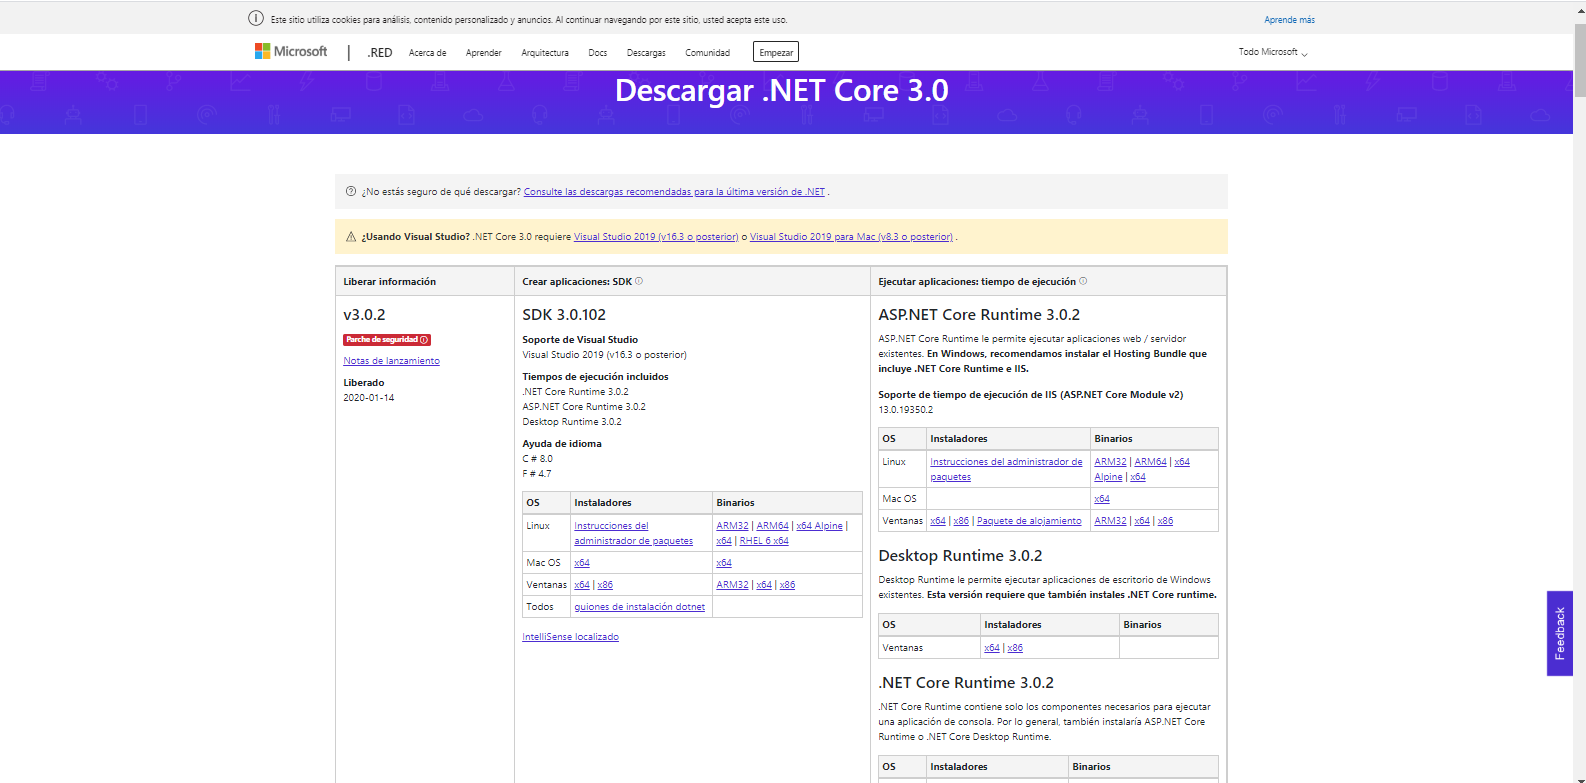 Este sitio utiliza cookies para análisis, contenido personalizado y anuncios. Al continuar navegando por este sitio, usted acepta este uso.
Aprende más
Microsoft
.RED
Acerca de
Aprender
Arquitectura
Docs
Descargas
Comunidad
Empezar
Todo Microsoft
Descargar .NET Core 3.0
¿No estás seguro de qué descargar? Consulte las descargas recomendadas para la última versión de .NET .
¿Usando Visual Studio? .NET Core 3.0 requiere Visual Studio 2019 (v16.3 o posterior) o Visual Studio 2019 para Mac (v8.3 o posterior) .
Liberar información
Crear aplicaciones: SDK
Ejecutar aplicaciones: tiempo de ejecución
v3.0.2
Parche de seguridad
Notas de lanzamiento
Liberado
2020-01-14
SDK 3.0.102
Soporte de Visual Studio
Visual Studio 2019 (v16.3 o posterior)
Tiempos de ejecución incluidos
.NET Core Runtime 3.0.2
ASP.NET Core Runtime 3.0.2
Desktop Runtime 3.0.2
Ayuda de idioma
C # 8.0
F # 4.7
OS Instaladores Binarios
Linux Instrucciones del ARM32 | ARM64 | x64 Alpine |
administrador de paquetes x64 | RHEL 6 x64
Mac OS x64 x64
Ventanas x64 | x86 ARM32 | x64 | x86
Todos guiones de instalación dotnet
IntelliSense localizado
ASP.NET Core Runtime 3.0.2
ASP.NET Core Runtime le permite ejecutar aplicaciones web / servidor
existentes. En Windows, recomendamos instalar el Hosting Bundle que
incluye .NET Core Runtime e IIS.
Soporte de tiempo de ejecución de IIS (ASP.NET Core Module v2)
13.0.19350.2
OS Instaladores Binarios
Linux Instrucciones del administrador de ARM32 | ARM64 | x64
paquetes Alpine | x64
Mac OS x64
Ventanas x64 | x86 | Paquete de alojamiento ARM32 | x64 | x86
Desktop Runtime 3.0.2
Desktop Runtime le permite ejecutar aplicaciones de escritorio de Windows
existentes. Esta versión requiere que también instales .NET Core runtime.
OS Instaladores Binarios
Ventanas x64 | x86
.NET Core Runtime 3.0.2
.NET Core Runtime contiene solo los componentes necesarios para ejecutar
una aplicación de consola. Por lo general, también instalaría ASP.NET Core
Runtime o .NET Core Desktop Runtime.
OS Instaladores Binarios
Feedback